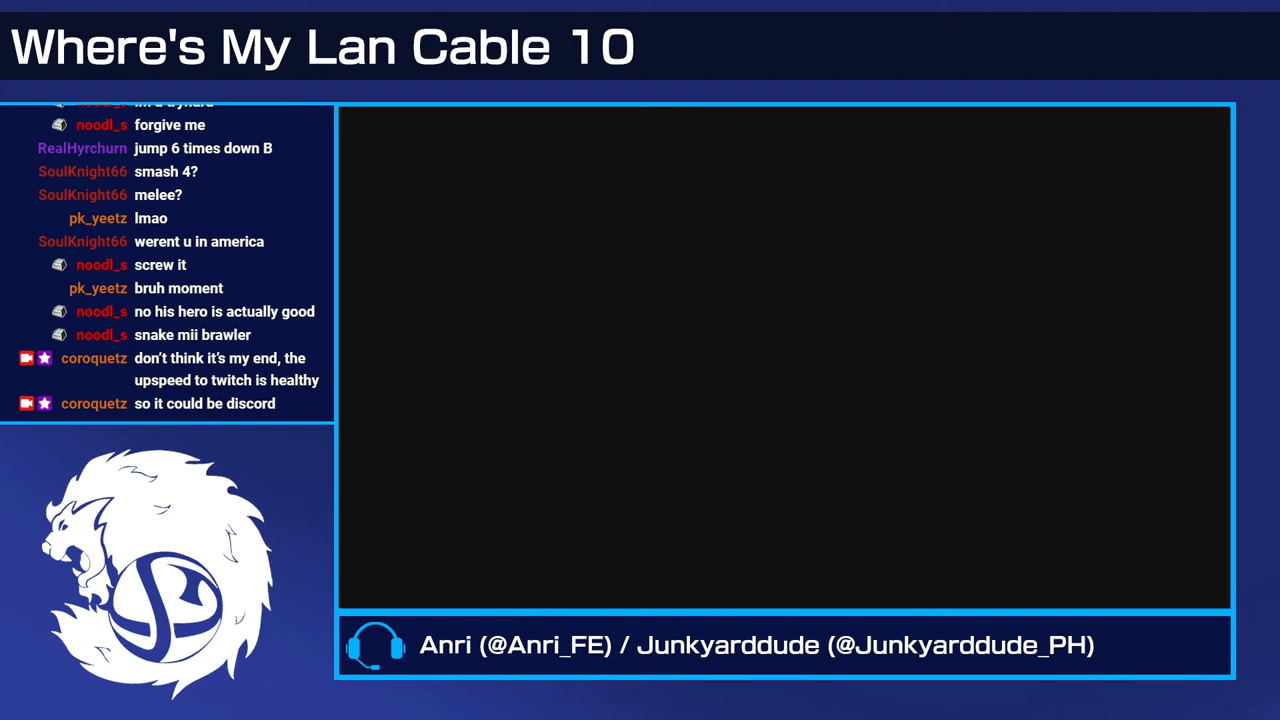 Where's My Lan Cable 10
noodl_s forgive me
RealHyrchurn jump 6 times down B
SoulKnight66 smash 4?
SoulKnight66 melee?
pk_yeetz lmao
SoulKnight66 werent u in america
noodl_s screw it
pk_yeetz bruh moment
noodl_s no his hero is actually good
noodl_s snake mii brawler
coroquetz don’t think it’s my end, the
upspeed to twitch is healthy
coroquetz so it could be discord
Anri (@Anri_FE) / Junkyarddude (@Junkyarddude_PH)